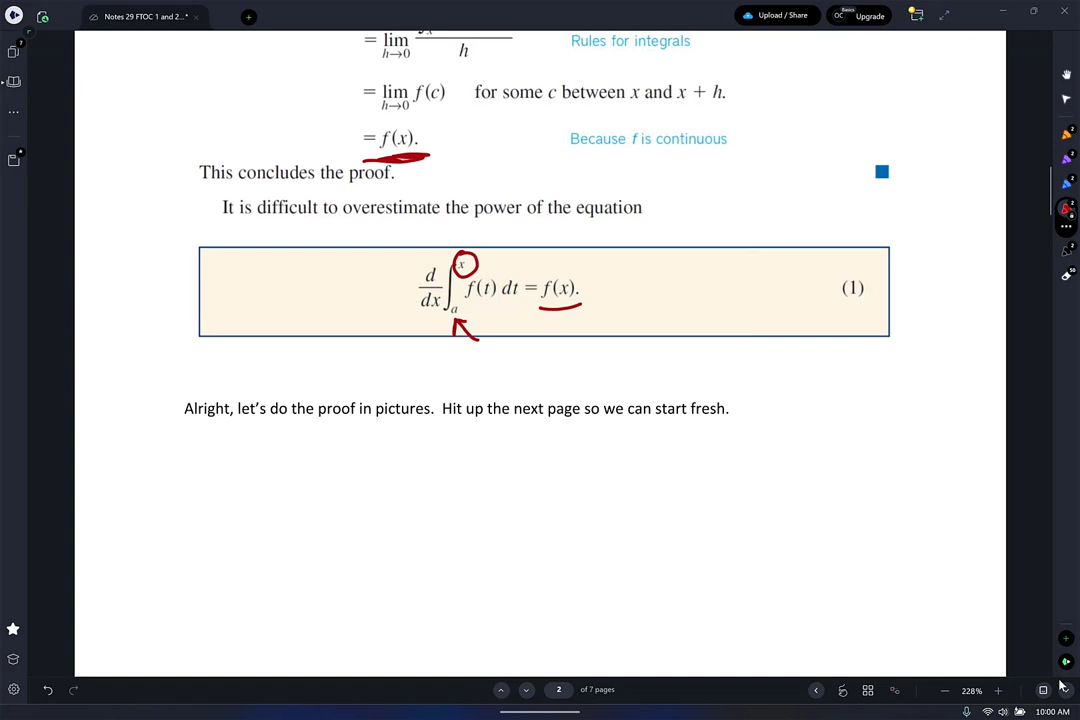 Notes 29 FTOC 1 and 2..."
Upload / Share
OC
Basics
Upgrade
= lim h→0 h
Rules for integrals
= lim h→0 f(c) for some c between x and x + h.
= f(x).
Because f is continuous
This concludes the proof.
It is difficult to overestimate the power of the equation
d/dx ∫ₐˣ f(t) dt = f(x). (1)
Alright, let's do the proof in pictures. Hit up the next page so we can start fresh.
2 of 7 pages
228%
10:00 AM